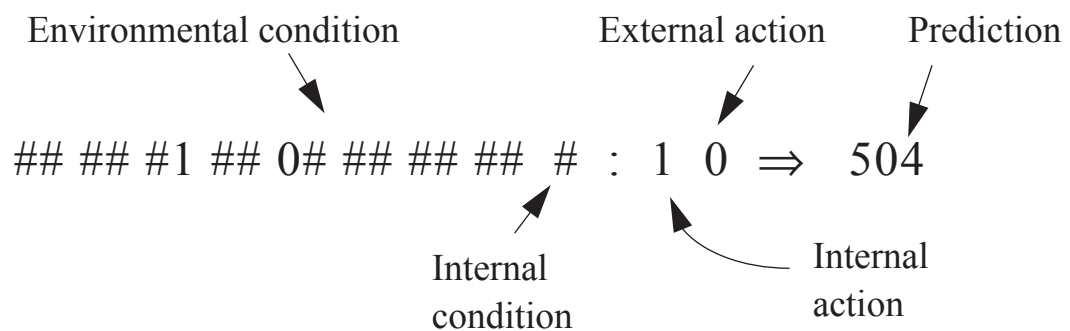 Environmental condition External action Prediction
## ## #1 ## 0# ## ## ## # : 1 0 ⇒ 504
Internal condition
Internal action